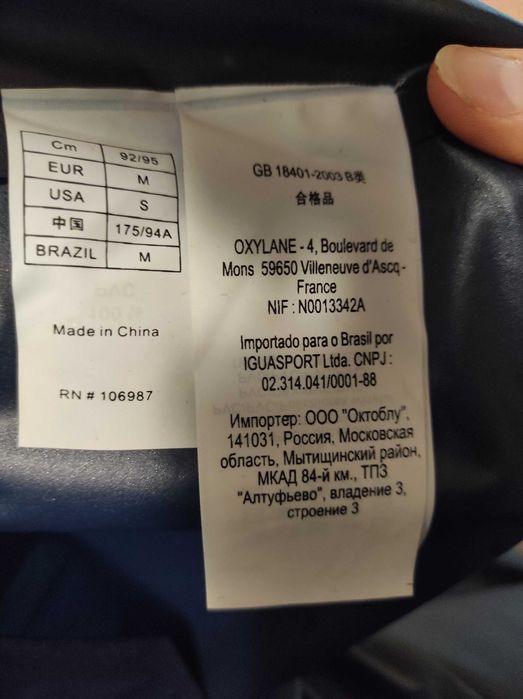 Cm 92/95
EUR M
USA S
中国 175/94A
BRAZIL M
Made in China
RN # 106987
GB 18401-2003 B类
合格品
OXYLANE - 4, Boulevard de
Mons 59650 Villeneuve d'Ascq -
France
NIF : N0013342A
Importado para o Brasil por
IGUASPORT Ltda. CNPJ :
02.314.041/0001-88
Импортер: ООО "Октоблу",
141031, Россия, Московская
область, Мытищинский район,
МКАД 84-й км., ТПЗ
"Алтуфьево", владение 3,
строение 3